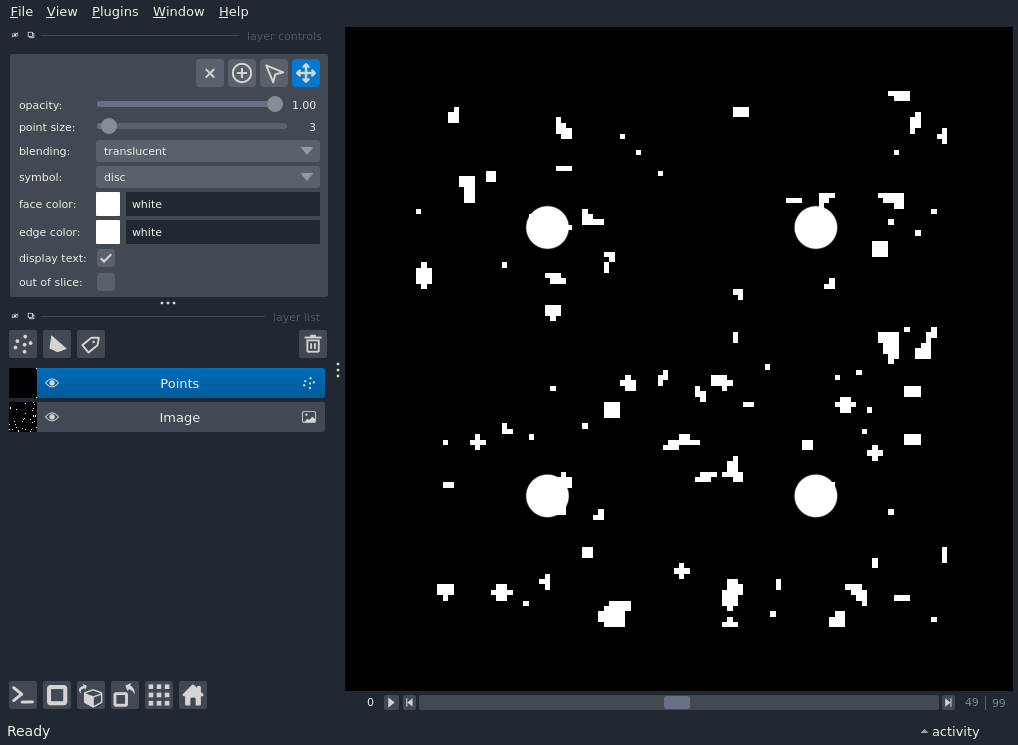 File View Plugins Window Help
layer controls
opacity: 1.00
point size: 3
blending: translucent
symbol: disc
face color: white
edge color: white
display text:
out of slice:
layer list
Points
Image
0 49 99
Ready activity